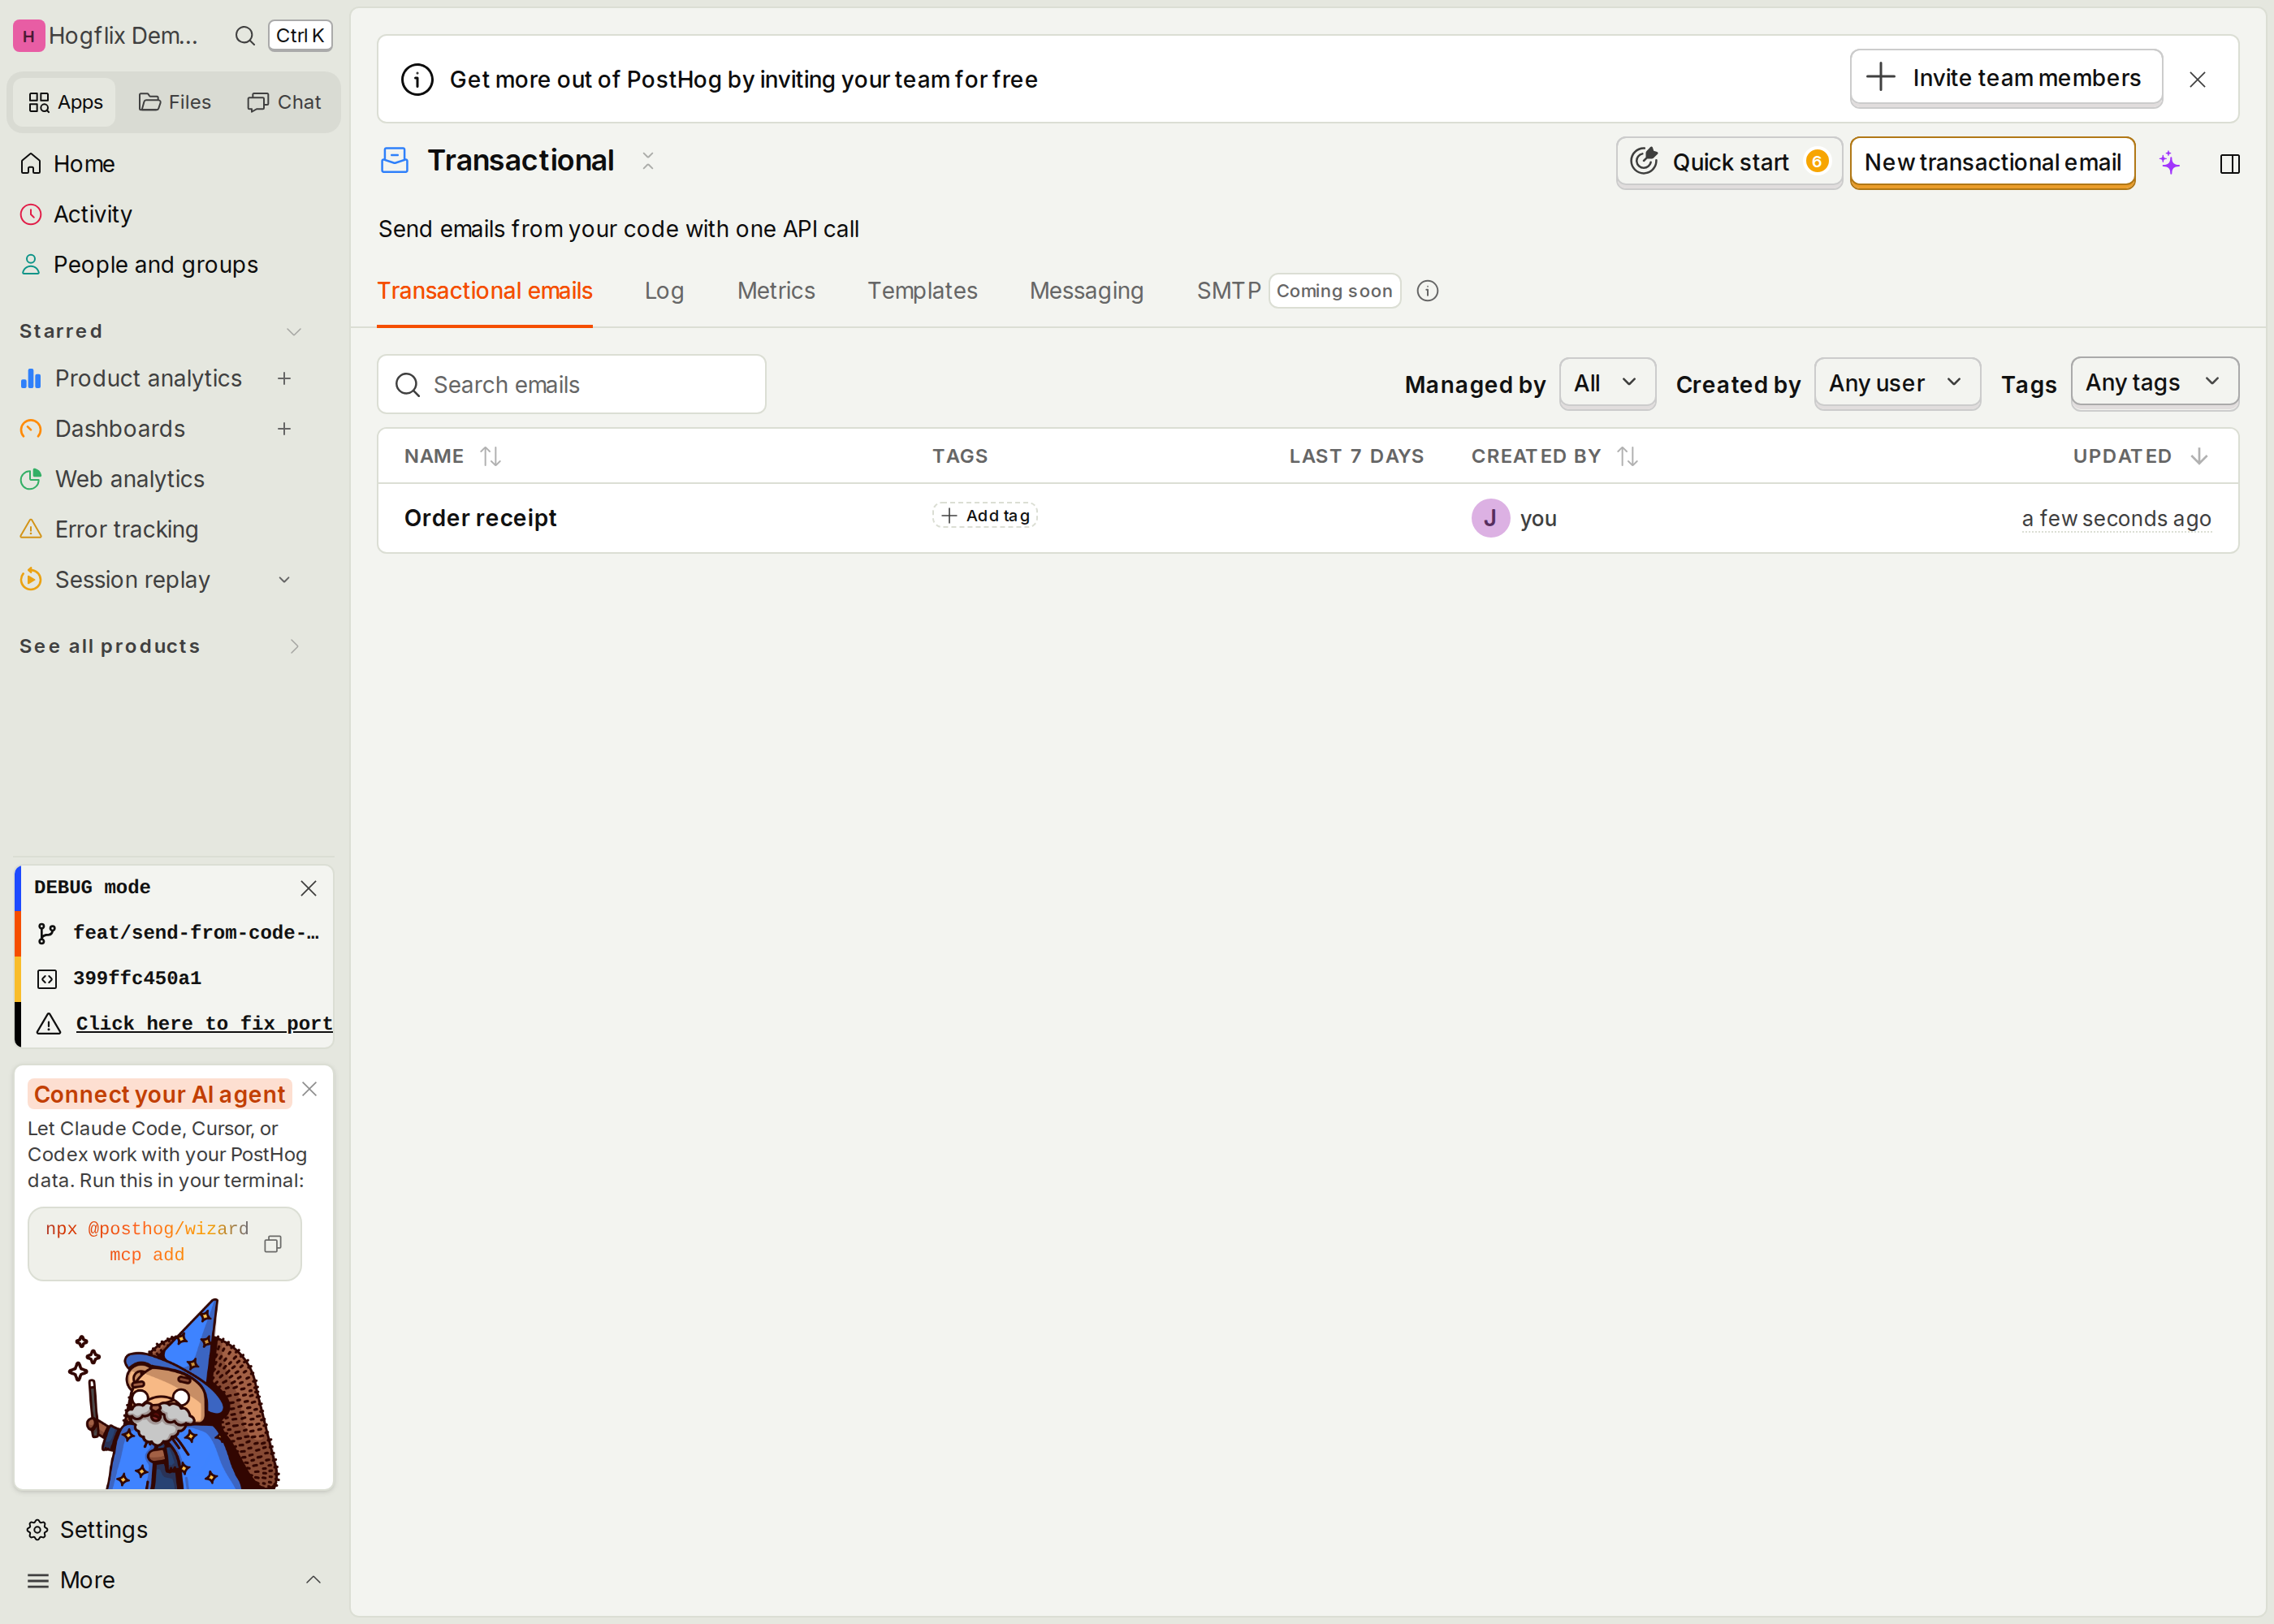 H Hogflix Dem... Ctrl K
Apps Files Chat
Home
Activity
People and groups
Starred
Product analytics
Dashboards
Web analytics
Error tracking
Session replay
See all products
DEBUG mode
feat/send-from-code-…
399ffc450a1
Click here to fix port
Connect your AI agent
Let Claude Code, Cursor, or
Codex work with your PostHog
data. Run this in your terminal:
npx @posthog/wizard
mcp add
Settings
More
Get more out of PostHog by inviting your team for free
Invite team members
Transactional
Quick start 6
New transactional email
Send emails from your code with one API call
Transactional emails Log Metrics Templates Messaging SMTP Coming soon
Search emails
Managed by All Created by Any user Tags Any tags
NAME TAGS LAST 7 DAYS CREATED BY UPDATED
Order receipt Add tag J you a few seconds ago